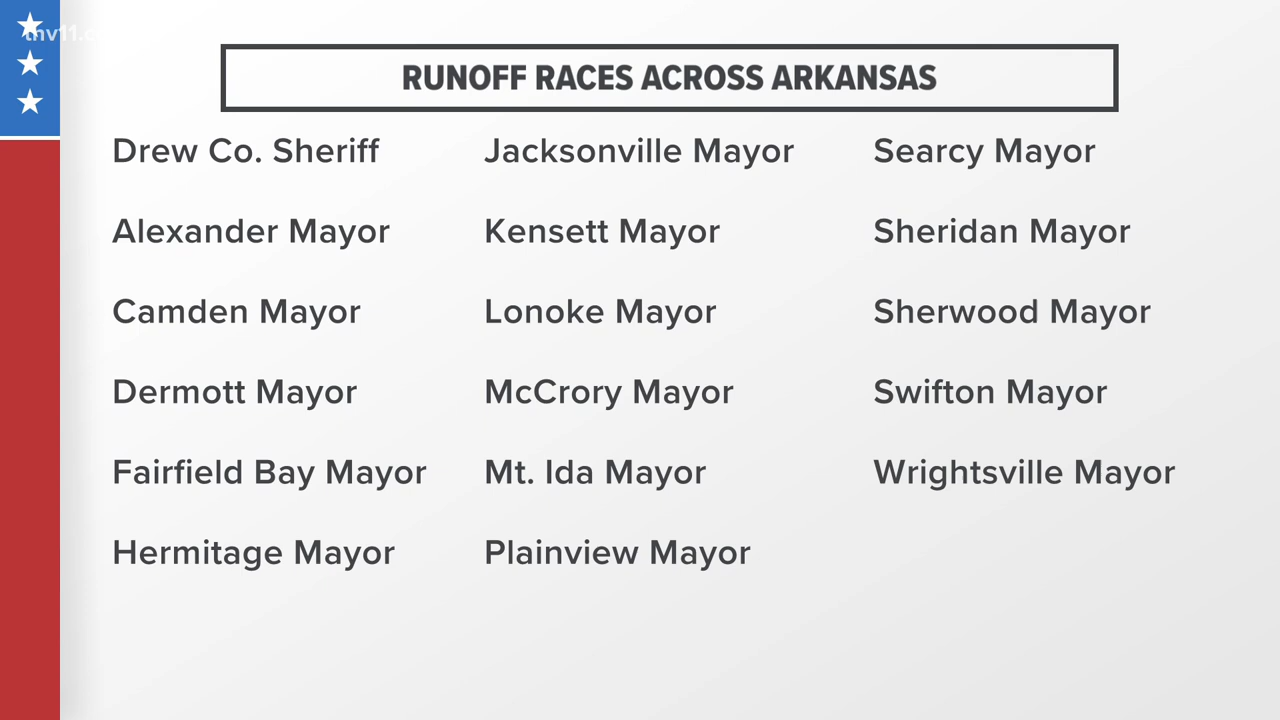 RUNOFF RACES ACROSS ARKANSAS
Drew Co. Sheriff
Alexander Mayor
Camden Mayor
Dermott Mayor
Fairfield Bay Mayor
Hermitage Mayor
Jacksonville Mayor
Kensett Mayor
Lonoke Mayor
McCrory Mayor
Mt. Ida Mayor
Plainview Mayor
Searcy Mayor
Sheridan Mayor
Sherwood Mayor
Swifton Mayor
Wrightsville Mayor